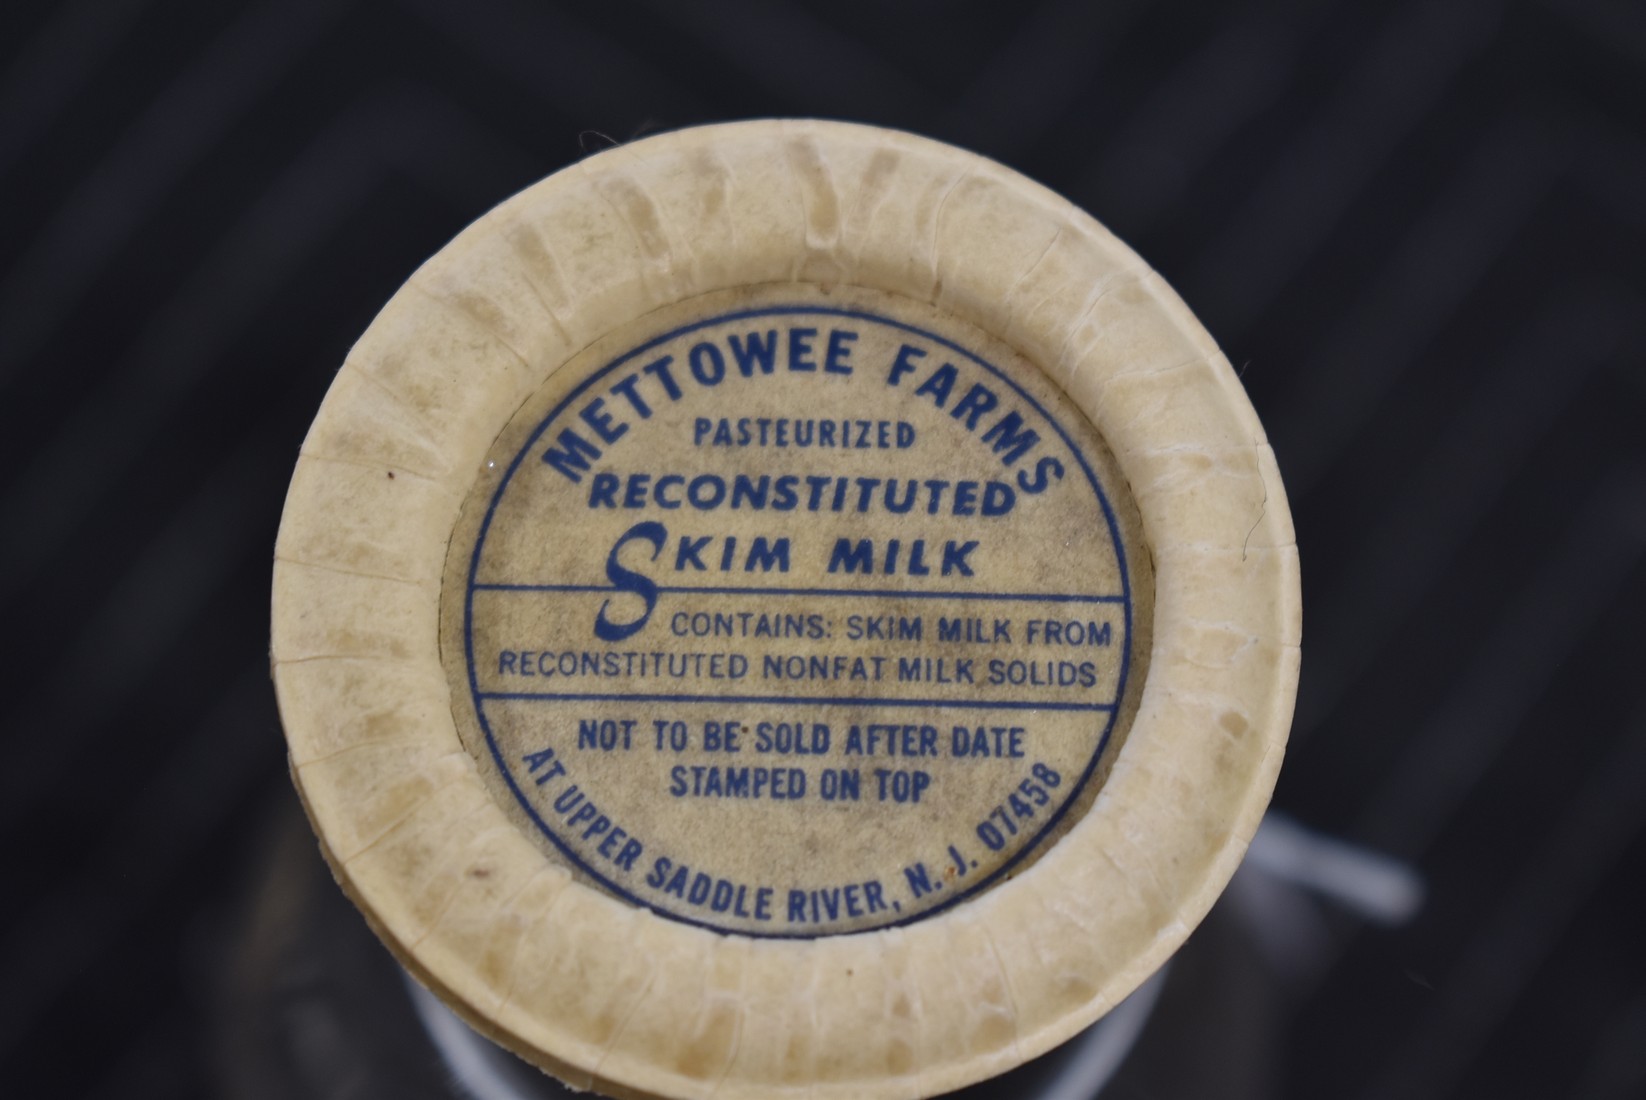 METTOWEE FARMS
PASTEURIZED
RECONSTITUTED
SKIM MILK
CONTAINS: SKIM MILK FROM
RECONSTITUTED NONFAT MILK SOLIDS
NOT TO BE SOLD AFTER DATE
STAMPED ON TOP
AT UPPER SADDLE RIVER, N. J. 07458